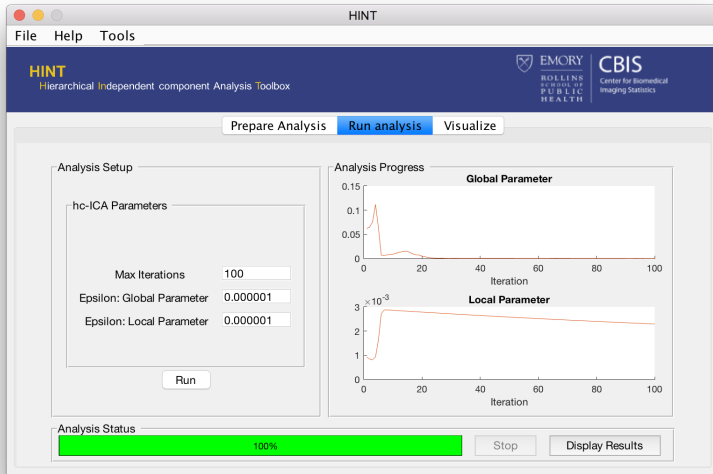 HINT
File Help Tools
HINT
Hierarchical Independent component Analysis Toolbox
EMORY
ROLLINS
SCHOOL OF
PUBLIC
HEALTH
CBIS
Center for Biomedical
Imaging Statistics
Prepare Analysis Run analysis Visualize
Analysis Setup
hc-ICA Parameters
Max Iterations 100
Epsilon: Global Parameter 0.000001
Epsilon: Local Parameter 0.000001
Run
Analysis Progress
Global Parameter
0.15
0.1
0.05
0
0 20 40 60 80 100
Iteration
×10-3
Local Parameter
3
2
1
0
0 20 40 60 80 100
Iteration
Analysis Status
100% Stop Display Results